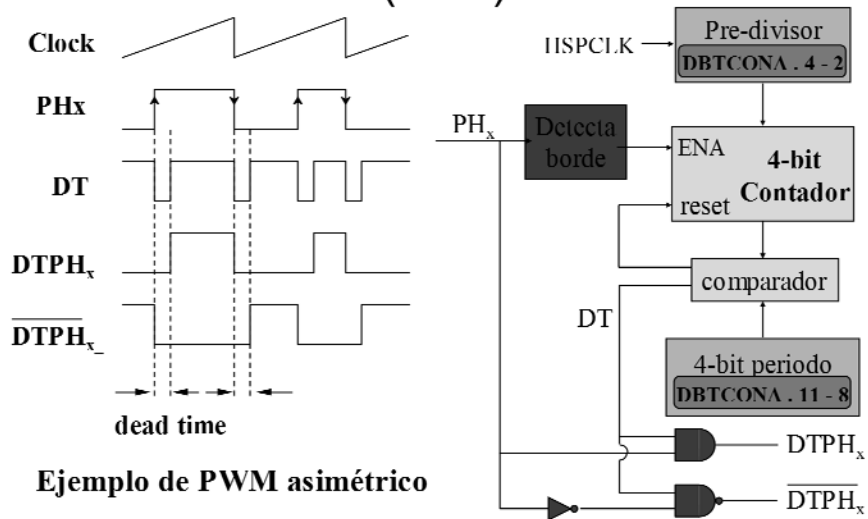 Clock
PHx
DT
DTPHx
DTPHx_
dead time
Ejemplo de PWM asimétrico
HSPCLK
Pre-divisor
DBTCONA . 4 - 2
PHx
Detecta
borde
ENA
4-bit
Contador
reset
comparador
DT
4-bit periodo
DBTCONA . 11 - 8
DTPHx
DTPHx